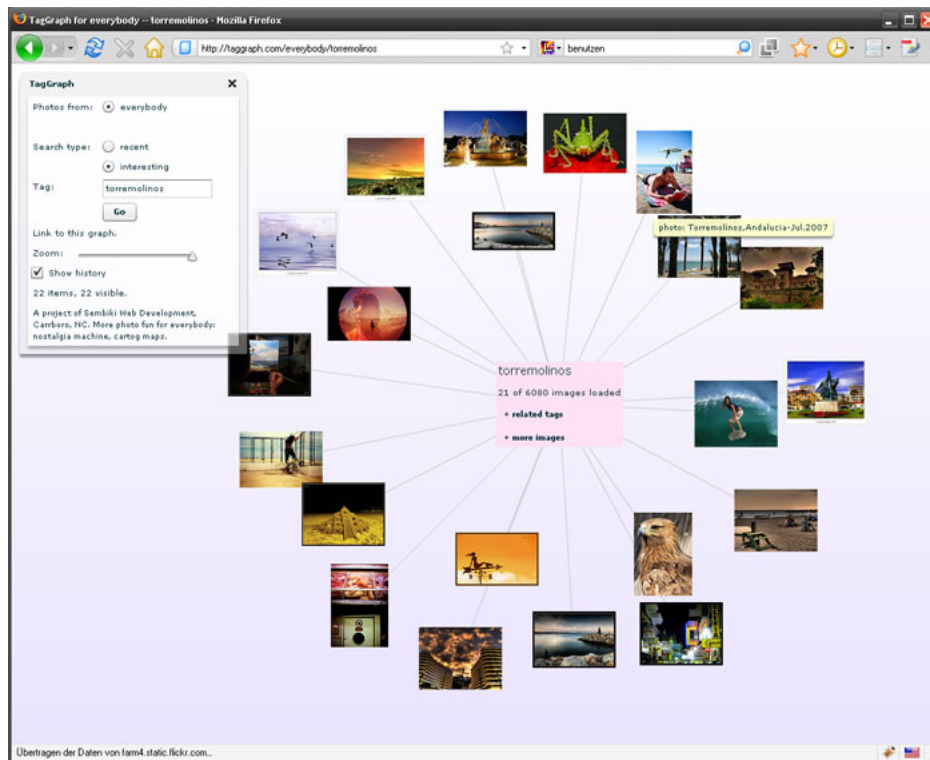 TagGraph for everybody -- torremolinos - Mozilla Firefox
http://taggraph.com/everybody/torremolinos
benutzen
TagGraph
Photos from: everybody
Search type: recent
interesting
Tag: torremolinos
Go
Link to this graph.
Zoom:
Show history
22 items, 22 visible.
A project of Sembiki Web Development,
Carrboro, NC. More photo fun for everybody:
nostalgia machine, cartog maps.
photo: Torremolinos,Andalucia-Jul.2007
torremolinos
21 of 6080 images loaded
+ related tags
+ more images
Übertragen der Daten von farm4.static.flickr.com...